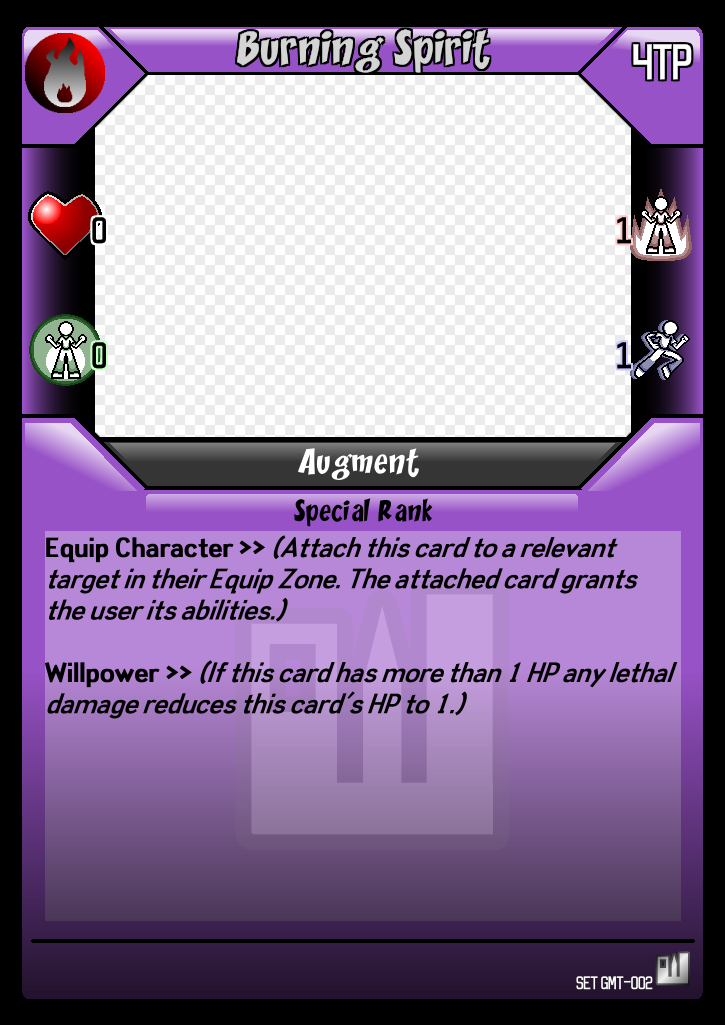 Burning Spirit
4TP
0
1
0
1
Augment
Special Rank
Equip Character >> (Attach this card to a relevant
target in their Equip Zone. The attached card grants
the user its abilities.)
Willpower >> (If this card has more than 1 HP any lethal
damage reduces this card's HP to 1.)
SET GMT-002